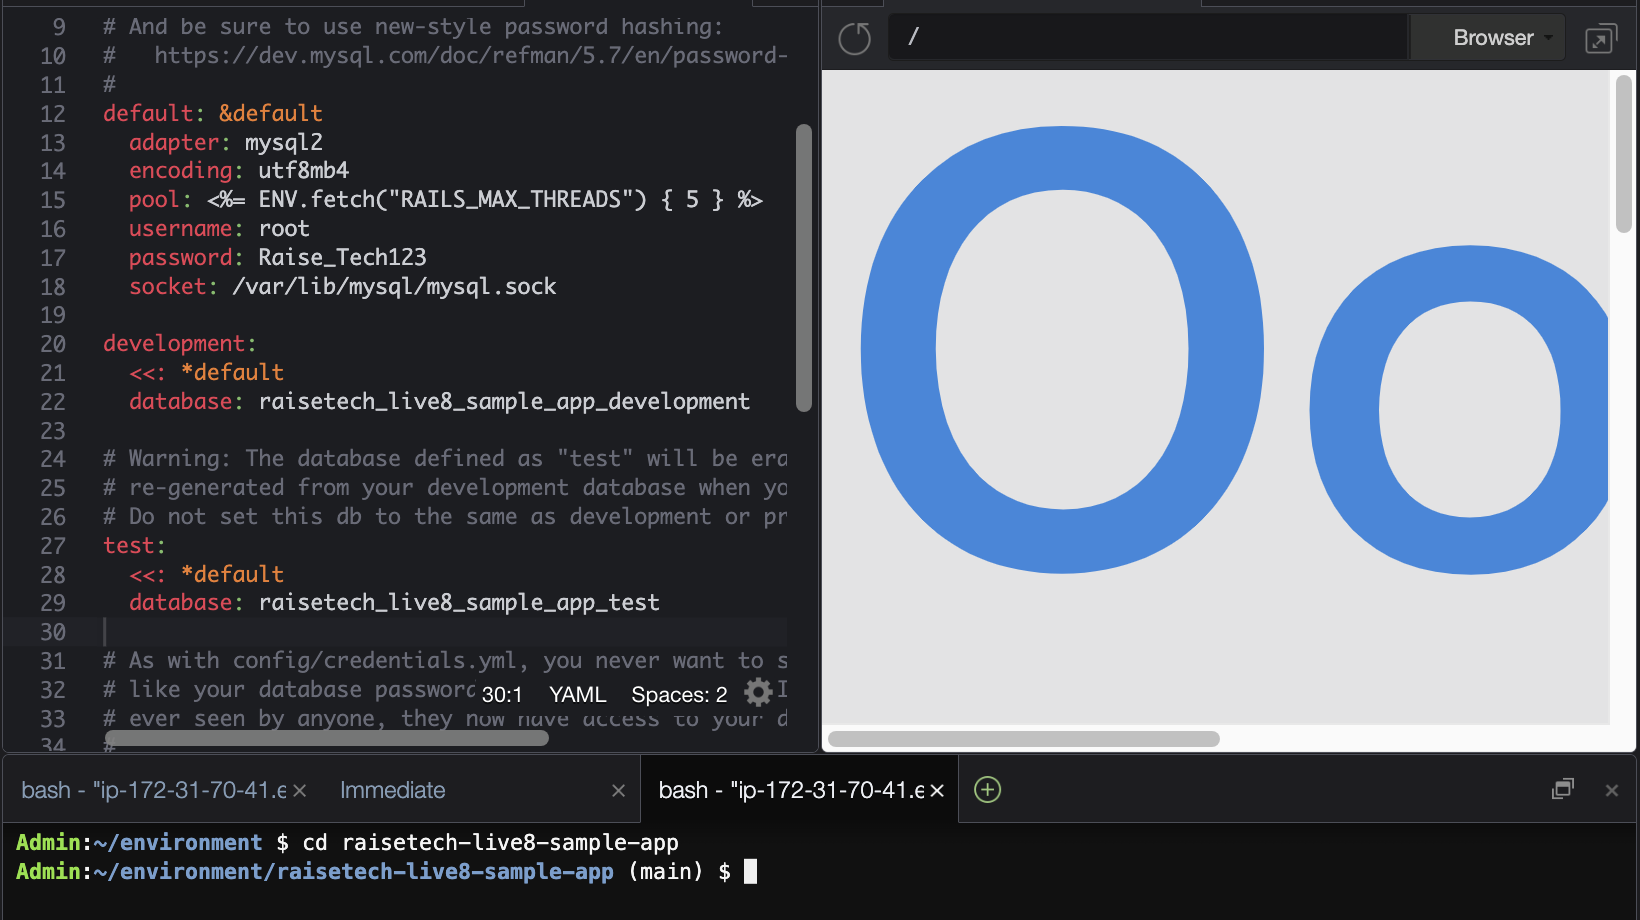 9 # And be sure to use new-style password hashing:
10 #   https://dev.mysql.com/doc/refman/5.7/en/password-
11 #
12 default: &default
13   adapter: mysql2
14   encoding: utf8mb4
15   pool: <%= ENV.fetch("RAILS_MAX_THREADS") { 5 } %>
16   username: root
17   password: Raise_Tech123
18   socket: /var/lib/mysql/mysql.sock
19
20 development:
21   <<: *default
22   database: raisetech_live8_sample_app_development
23
24 # Warning: The database defined as "test" will be era
25 # re-generated from your development database when yo
26 # Do not set this db to the same as development or pr
27 test:
28   <<: *default
29   database: raisetech_live8_sample_app_test
30
31 # As with config/credentials.yml, you never want to s
32 # like your database password I
33 # ever seen by anyone, they now have access to your d
34 #
30:1 YAML Spaces: 2
/ Browser
Oo
bash - "ip-172-31-70-41.e × Immediate × bash - "ip-172-31-70-41.e ×
Admin:~/environment $ cd raisetech-live8-sample-app
Admin:~/environment/raisetech-live8-sample-app (main) $